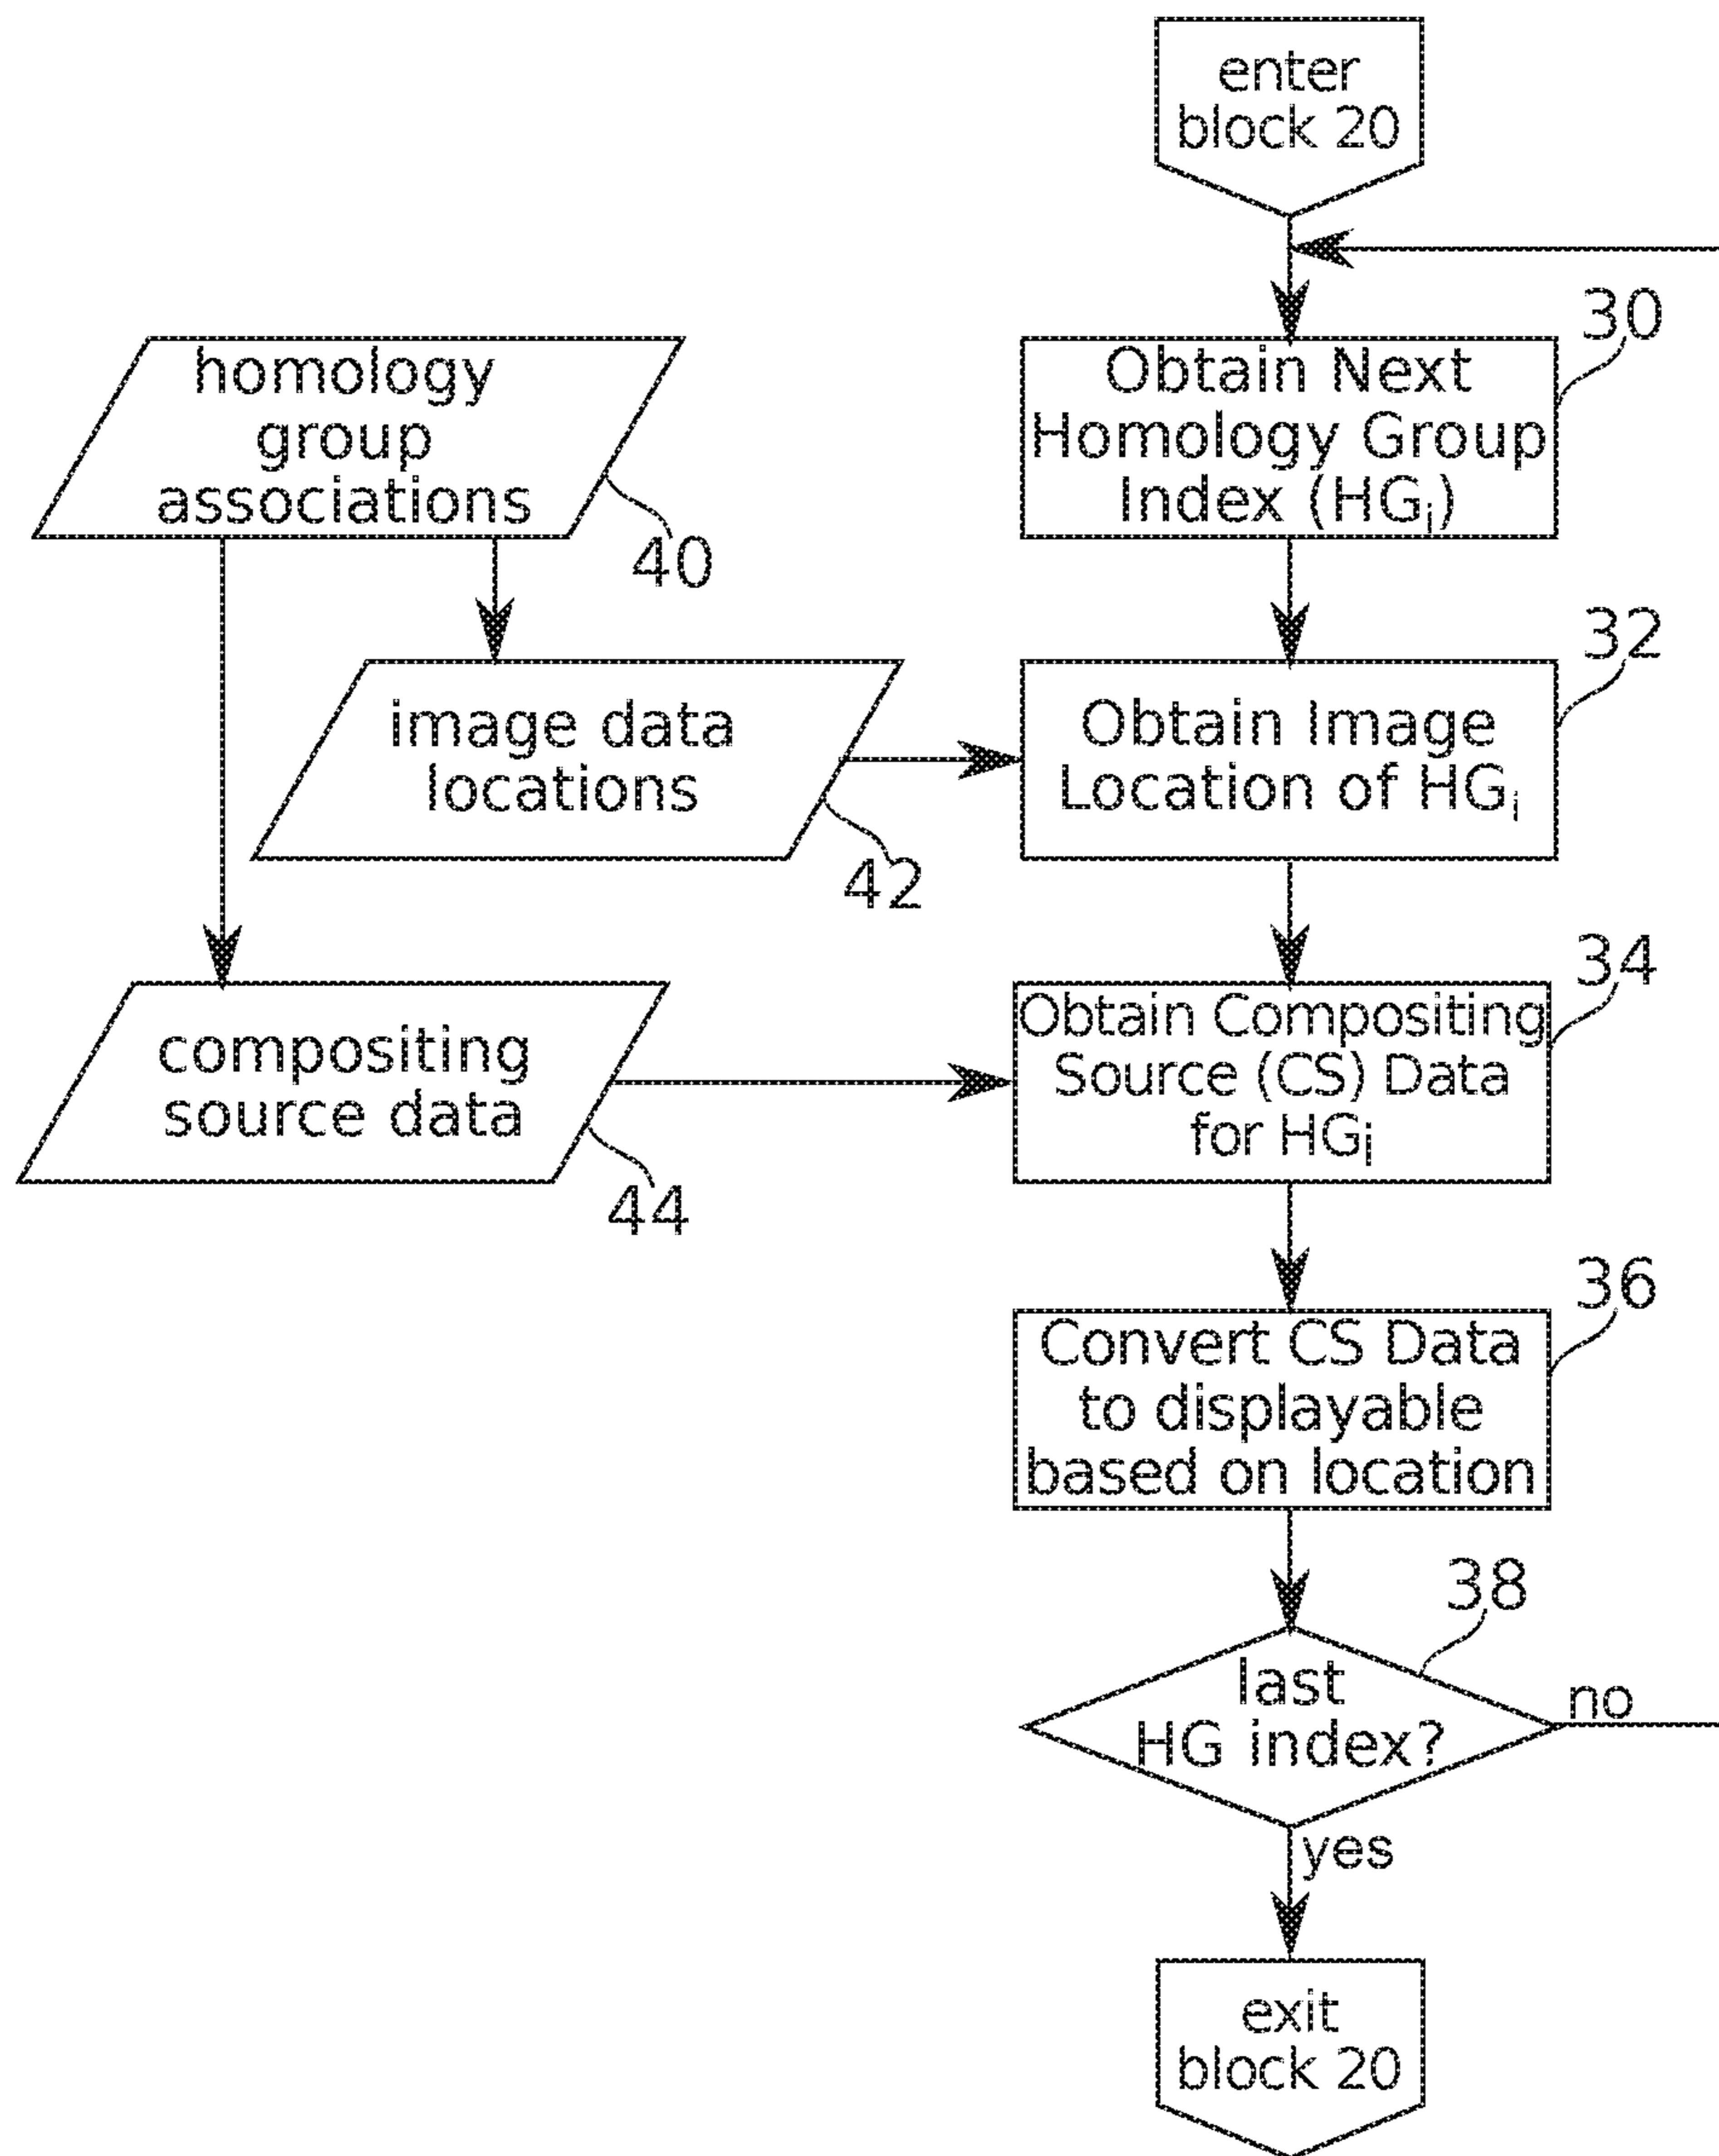 enter
block 20
30
Obtain Next
Homology Group
Index (HGi)
homology
group
associations
40
32
Obtain Image
Location of HGi
image data
locations
42
34
Obtain Compositing
Source (CS) Data
for HGi
compositing
source data
44
36
Convert CS Data
to displayable
based on location
38
last
HG index?
no
yes
exit
block 20